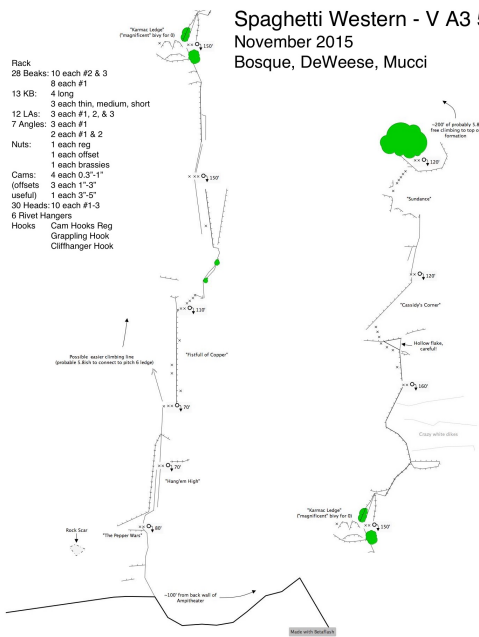 Spaghetti Western - V A3 5
November 2015
Bosque, DeWeese, Mucci
Rack
28 Beaks: 10 each #2 & 3
8 each #1
13 KB: 4 long
3 each thin, medium, short
12 LAs: 3 each #1, 2, & 3
7 Angles: 3 each #1
2 each #1 & 2
Nuts: 1 each reg
1 each offset
1 each brassies
Cams: 4 each 0.3"-1"
(offsets 3 each 1"-3"
useful) 1 each 3"-5"
30 Heads: 10 each #1-3
6 Rivet Hangers
Hooks Cam Hooks Reg
Grappling Hook
Cliffhanger Hook
"Karmac Ledge"
("magnificent" bivy for 0)
150'
150'
110'
"Fistfull of Copper"
Possible easier climbing line
(probable 5.8ish to connect to pitch 6 ledge)
70'
70'
"Hang'em High"
80'
"The Pepper Wars"
Rock Scar
~100' from back wall of
Ampitheater
~200' of probably 5.8
free climbing to top o
formation
120'
"Sundance"
120'
"Cassidy's Corner"
Hollow flake,
careful!
160'
Crazy white dikes
"Karmac Ledge"
("magnificent" bivy for 0)
150'
Made with Betaflash